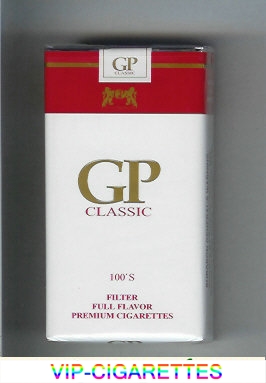 GP
CLASSIC
GP
CLASSIC
100'S
FILTER
FULL FLAVOR
PREMIUM CIGARETTES
VIP-CIGARETTES